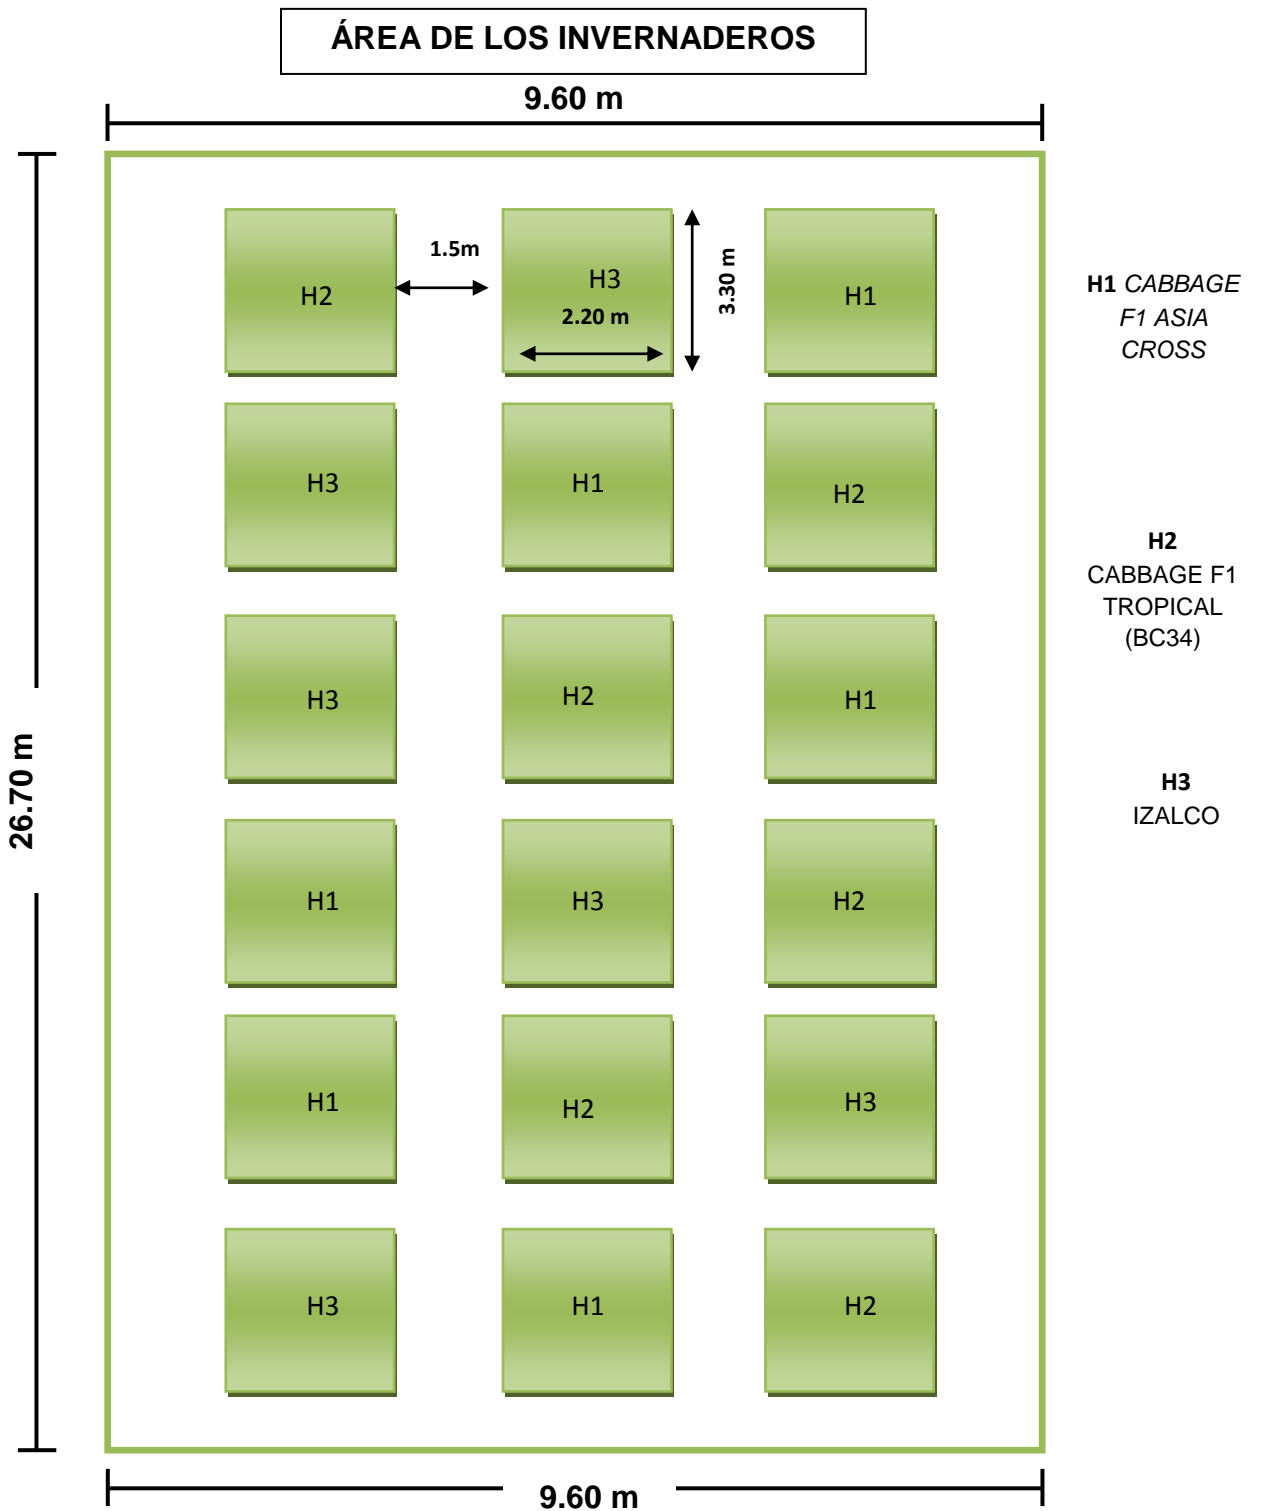 ÁREA DE LOS INVERNADEROS
9.60 m
H2
1.5m
H3
2.20 m
3.30 m
H1
H1 CABBAGE
F1 ASIA
CROSS
H3
H1
H2
H2
CABBAGE F1
TROPICAL
(BC34)
H3
H2
H1
26.70 m
H3
IZALCO
H1
H3
H2
H1
H2
H3
H3
H1
H2
9.60 m